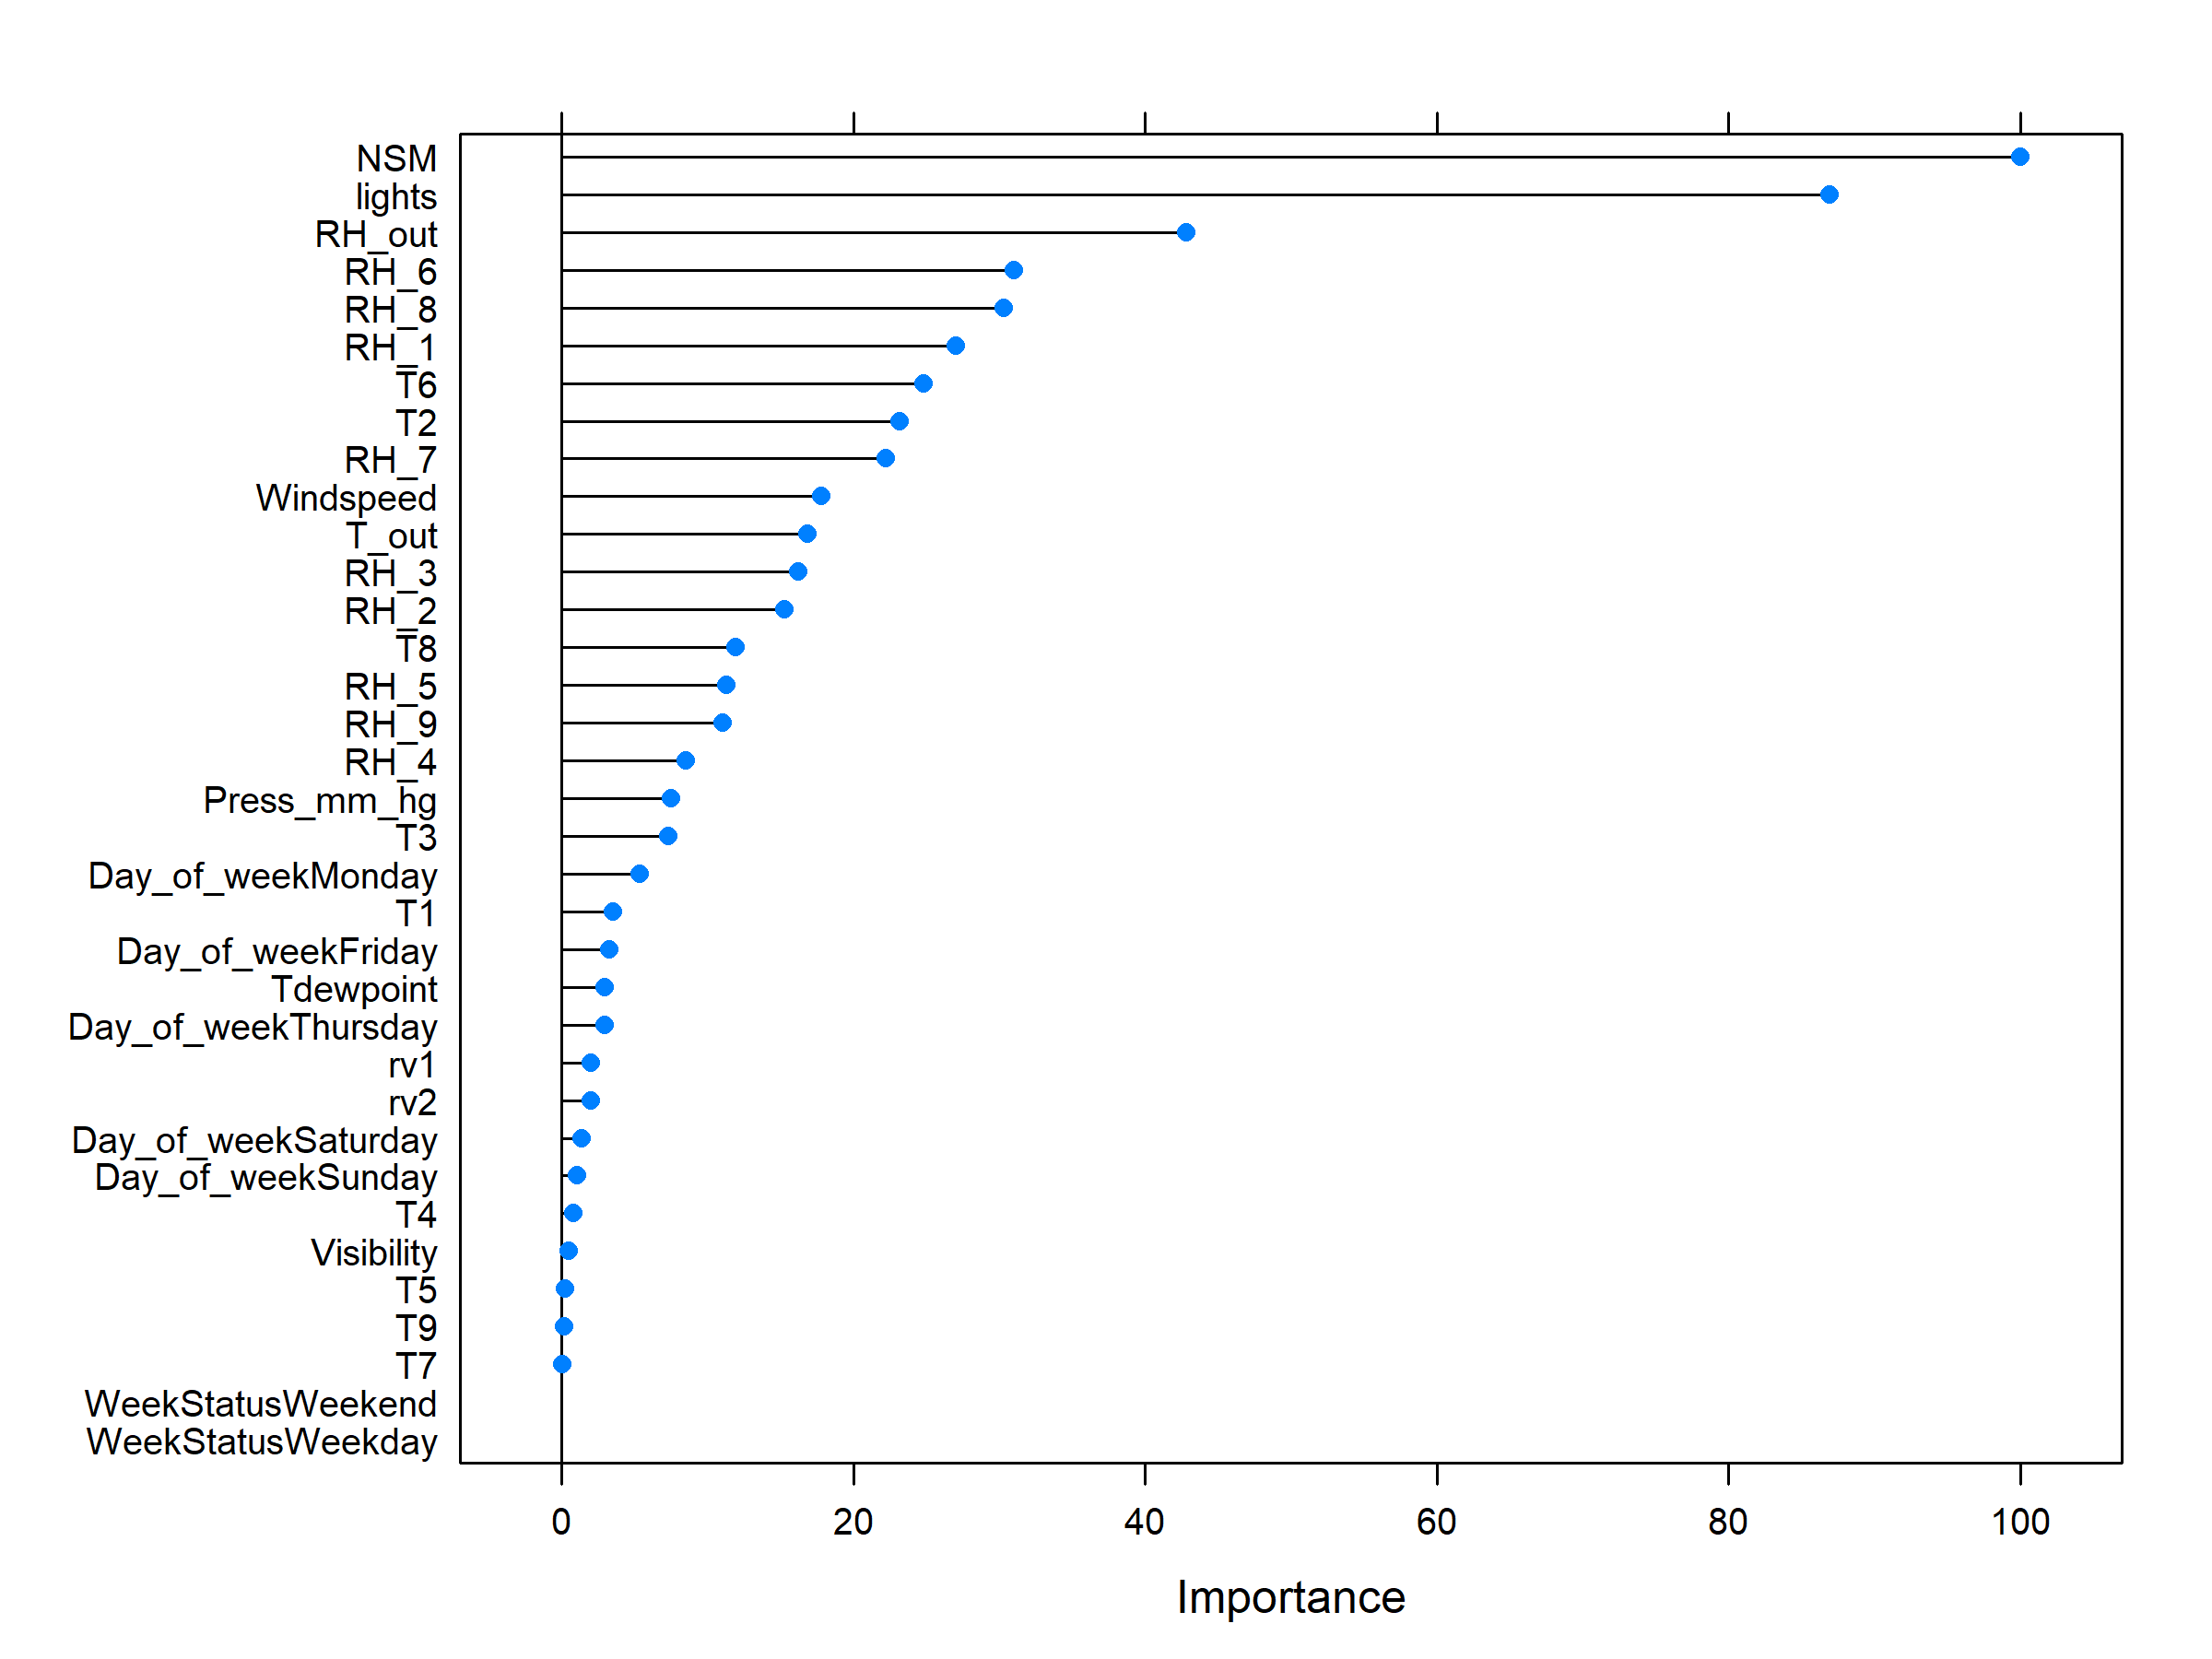 NSM
lights
RH_out
RH_6
RH_8
RH_1
T6
T2
RH_7
Windspeed
T_out
RH_3
RH_2
T8
RH_5
RH_9
RH_4
Press_mm_hg
T3
Day_of_weekMonday
T1
Day_of_weekFriday
Tdewpoint
Day_of_weekThursday
rv1
rv2
Day_of_weekSaturday
Day_of_weekSunday
T4
Visibility
T5
T9
T7
WeekStatusWeekend
WeekStatusWeekday
0 20 40 60 80 100
Importance